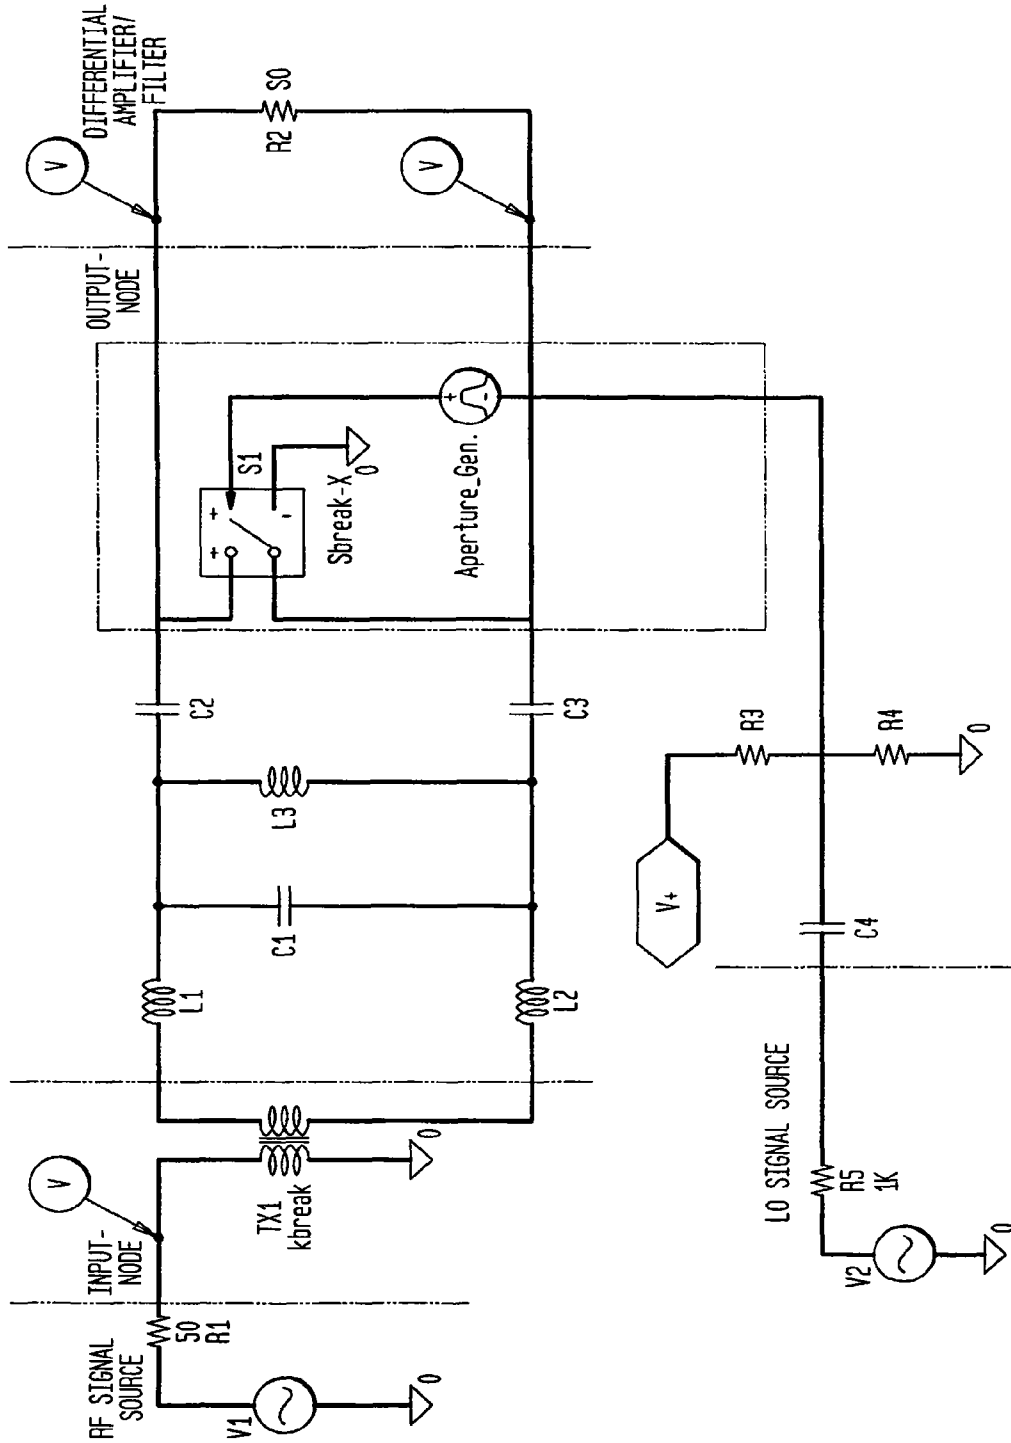 RF SIGNAL
SOURCE
V1
0
50
R1
INPUT-
NODE
V
TX1
kbreak
0
L1
L2
C1
L3
C2
C3
S1
+
+
-
Sbreak-X
0
Aperture_Gen.
+
-
OUTPUT-
NODE
V
V
DIFFERENTIAL
AMPLIFIER/
FILTER
R2
S0
LO SIGNAL SOURCE
V2
0
R5
1K
C4
V+
R3
R4
0